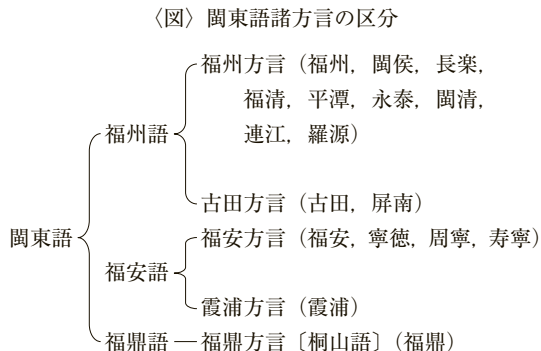 〈図〉閩東語諸方言の区分
福州方言（福州，閩侯，長楽，
福清，平潭，永泰，閩清，
福州語
連江，羅源）
古田方言（古田，屏南）
閩東語
福安方言（福安，寧徳，周寧，寿寧）
福安語
霞浦方言（霞浦）
福鼎語 — 福鼎方言〔桐山語〕（福鼎）